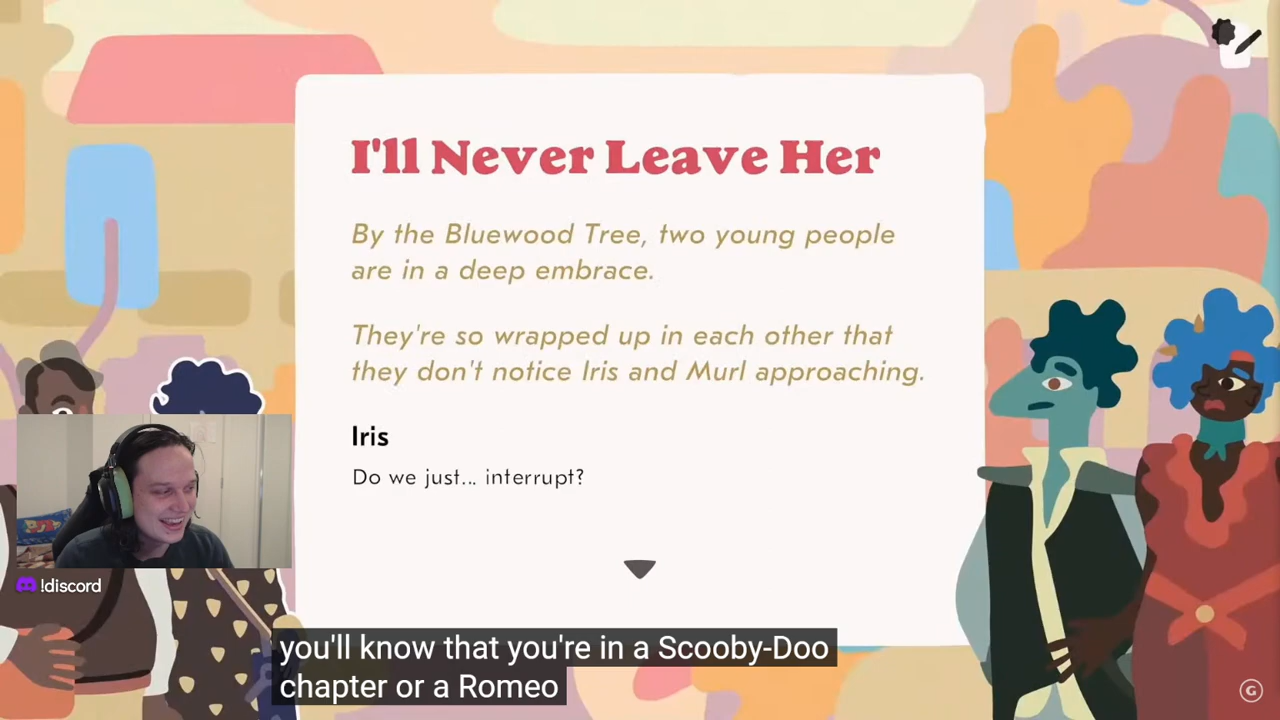 I'll Never Leave Her
By the Bluewood Tree, two young people
are in a deep embrace.
They're so wrapped up in each other that
they don't notice Iris and Murl approaching.
Iris
Do we just... interrupt?
!discord
you'll know that you're in a Scooby-Doo
chapter or a Romeo
G